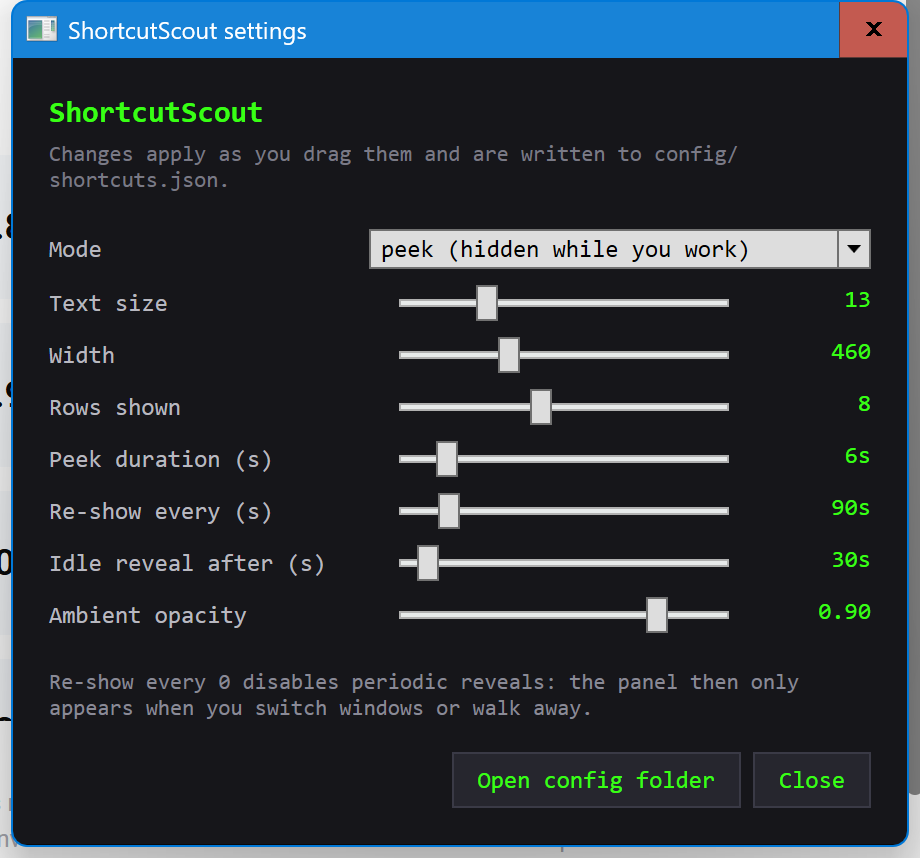 ShortcutScout settings
x
ShortcutScout
Changes apply as you drag them and are written to config/
shortcuts.json.
Mode
peek (hidden while you work)
Text size
13
Width
460
Rows shown
8
Peek duration (s)
6s
Re-show every (s)
90s
Idle reveal after (s)
30s
Ambient opacity
0.90
Re-show every 0 disables periodic reveals: the panel then only
appears when you switch windows or walk away.
Open config folder
Close